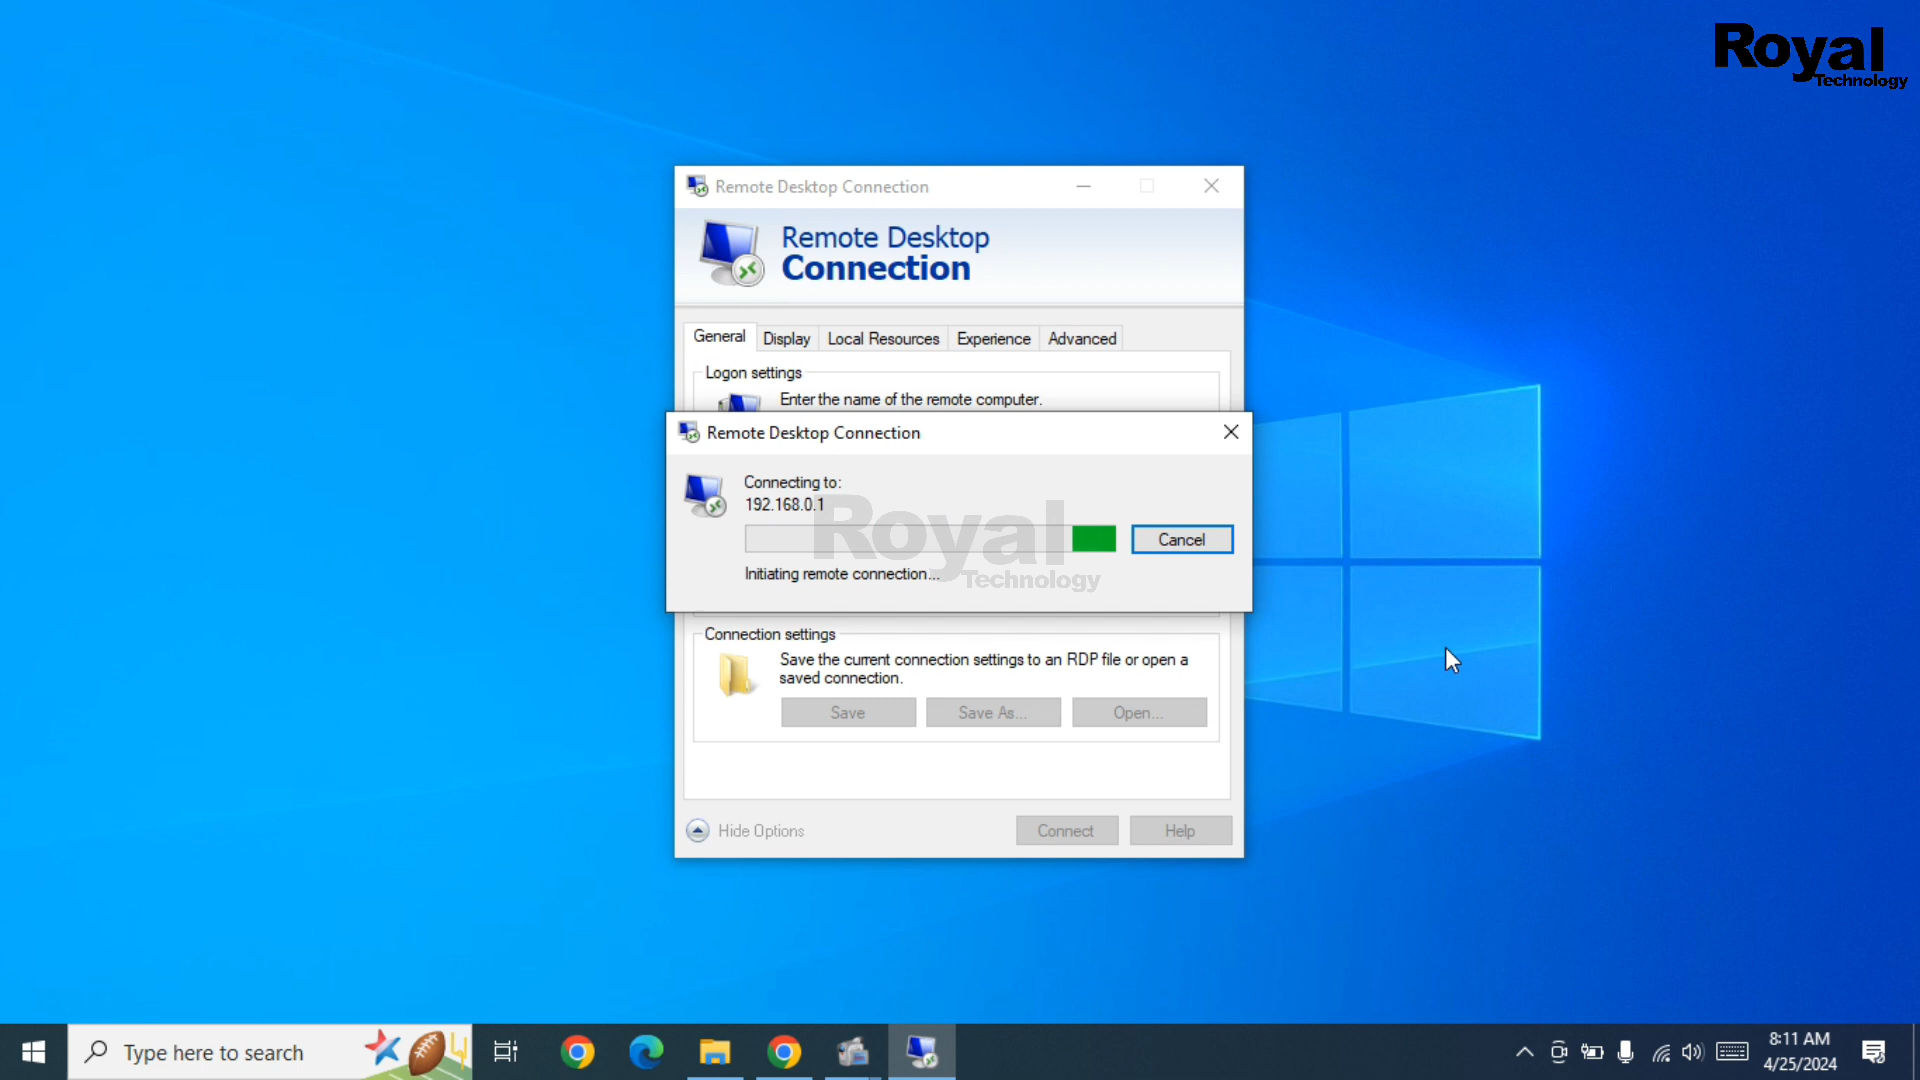 Royal
Technology
Remote Desktop Connection
Remote Desktop
Connection
General
Display
Local Resources
Experience
Advanced
Logon settings
Enter the name of the remote computer.
Remote Desktop Connection
Connecting to:
192.168.0.1
Cancel
Initiating remote connection...
Royal
Technology
Connection settings
Save the current connection settings to an RDP file or open a
saved connection.
Save
Save As...
Open...
Hide Options
Connect
Help
Type here to search
8:11 AM
4/25/2024